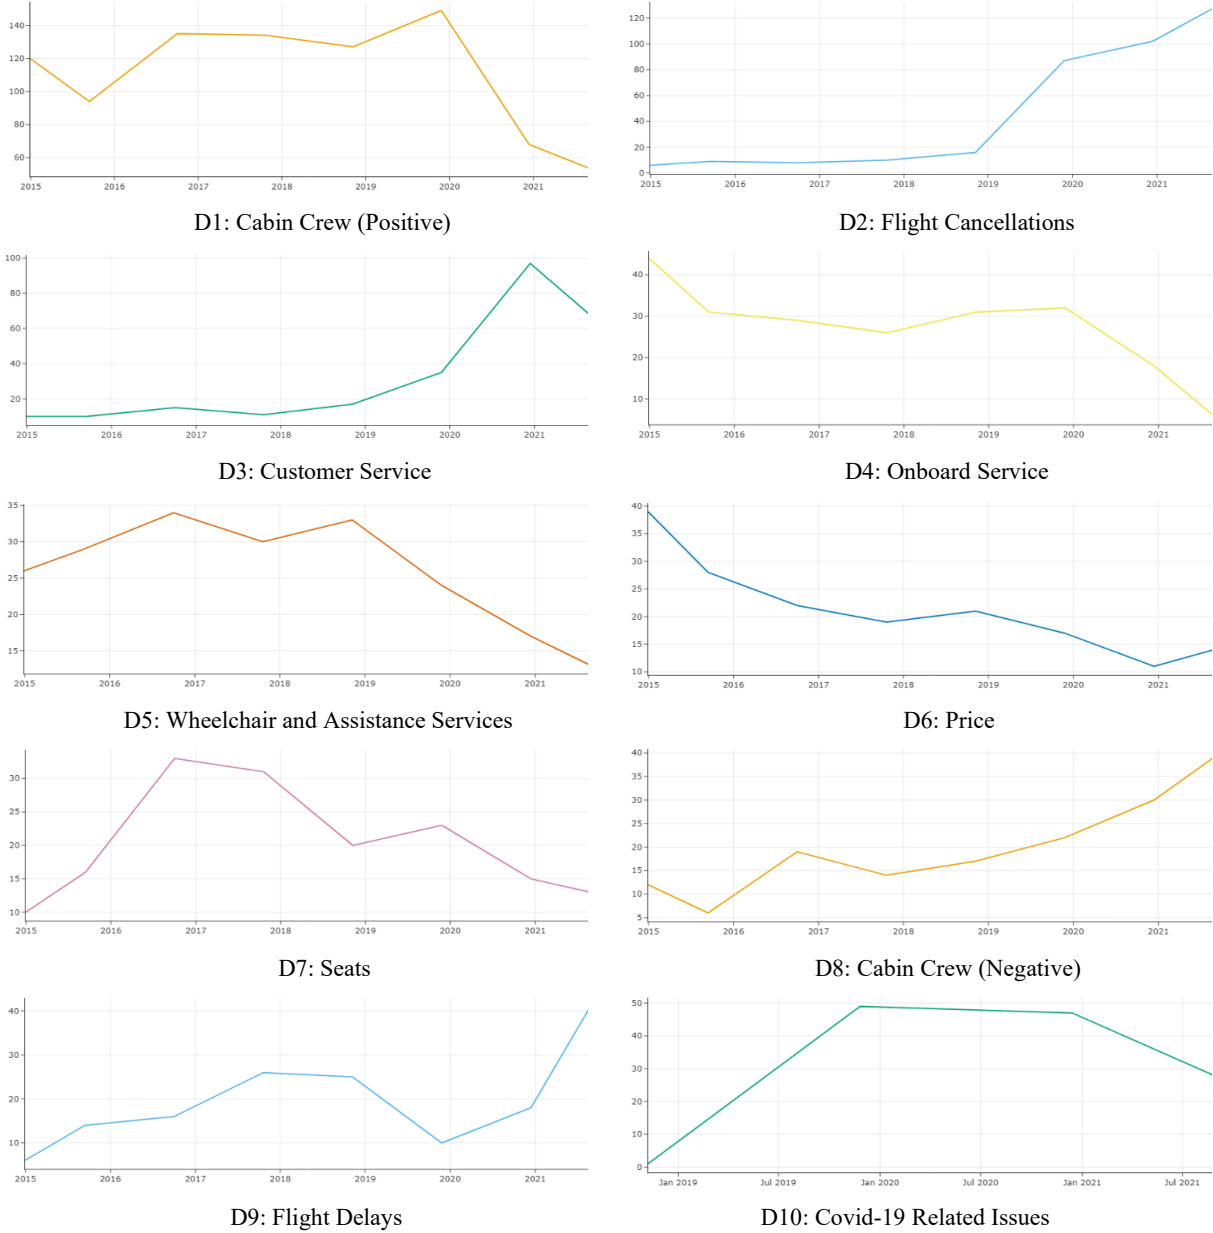 140
120
100
80
60
2015 2016 2017 2018 2019 2020 2021
D1: Cabin Crew (Positive)
120
100
80
60
40
20
0
2015 2016 2017 2018 2019 2020 2021
D2: Flight Cancellations
100
80
60
40
20
2015 2016 2017 2018 2019 2020 2021
D3: Customer Service
40
30
20
10
2015 2016 2017 2018 2019 2020 2021
D4: Onboard Service
35
30
25
20
15
2015 2016 2017 2018 2019 2020 2021
D5: Wheelchair and Assistance Services
40
35
30
25
20
15
10
2015 2016 2017 2018 2019 2020 2021
D6: Price
30
25
20
15
10
2015 2016 2017 2018 2019 2020 2021
D7: Seats
40
35
30
25
20
15
10
5
2015 2016 2017 2018 2019 2020 2021
D8: Cabin Crew (Negative)
40
30
20
10
2015 2016 2017 2018 2019 2020 2021
D9: Flight Delays
50
40
30
20
10
0
Jan 2019 Jul 2019 Jan 2020 Jul 2020 Jan 2021 Jul 2021
D10: Covid-19 Related Issues